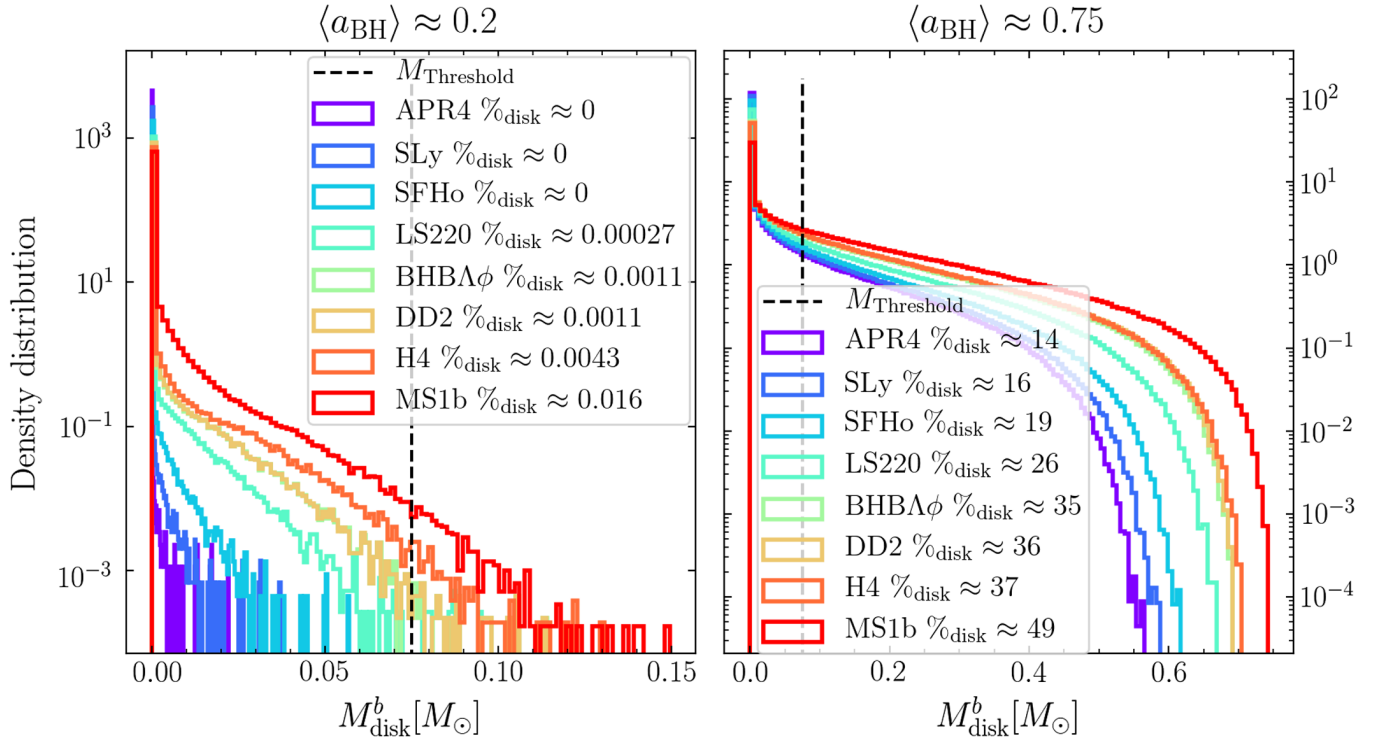 ⟨a_BH⟩ ≈ 0.2
⟨a_BH⟩ ≈ 0.75
Density distribution
10^3
10^1
10^−1
10^−3
M_Threshold
APR4 %_disk ≈ 0
SLy %_disk ≈ 0
SFHo %_disk ≈ 0
LS220 %_disk ≈ 0.00027
BHBΛϕ %_disk ≈ 0.0011
DD2 %_disk ≈ 0.0011
H4 %_disk ≈ 0.0043
MS1b %_disk ≈ 0.016
0.00 0.05 0.10 0.15
M^b_disk[M_⊙]
M_Threshold
APR4 %_disk ≈ 14
SLy %_disk ≈ 16
SFHo %_disk ≈ 19
LS220 %_disk ≈ 26
BHBΛϕ %_disk ≈ 35
DD2 %_disk ≈ 36
H4 %_disk ≈ 37
MS1b %_disk ≈ 49
10^2
10^1
10^0
10^−1
10^−2
10^−3
10^−4
0.0 0.2 0.4 0.6
M^b_disk[M_⊙]